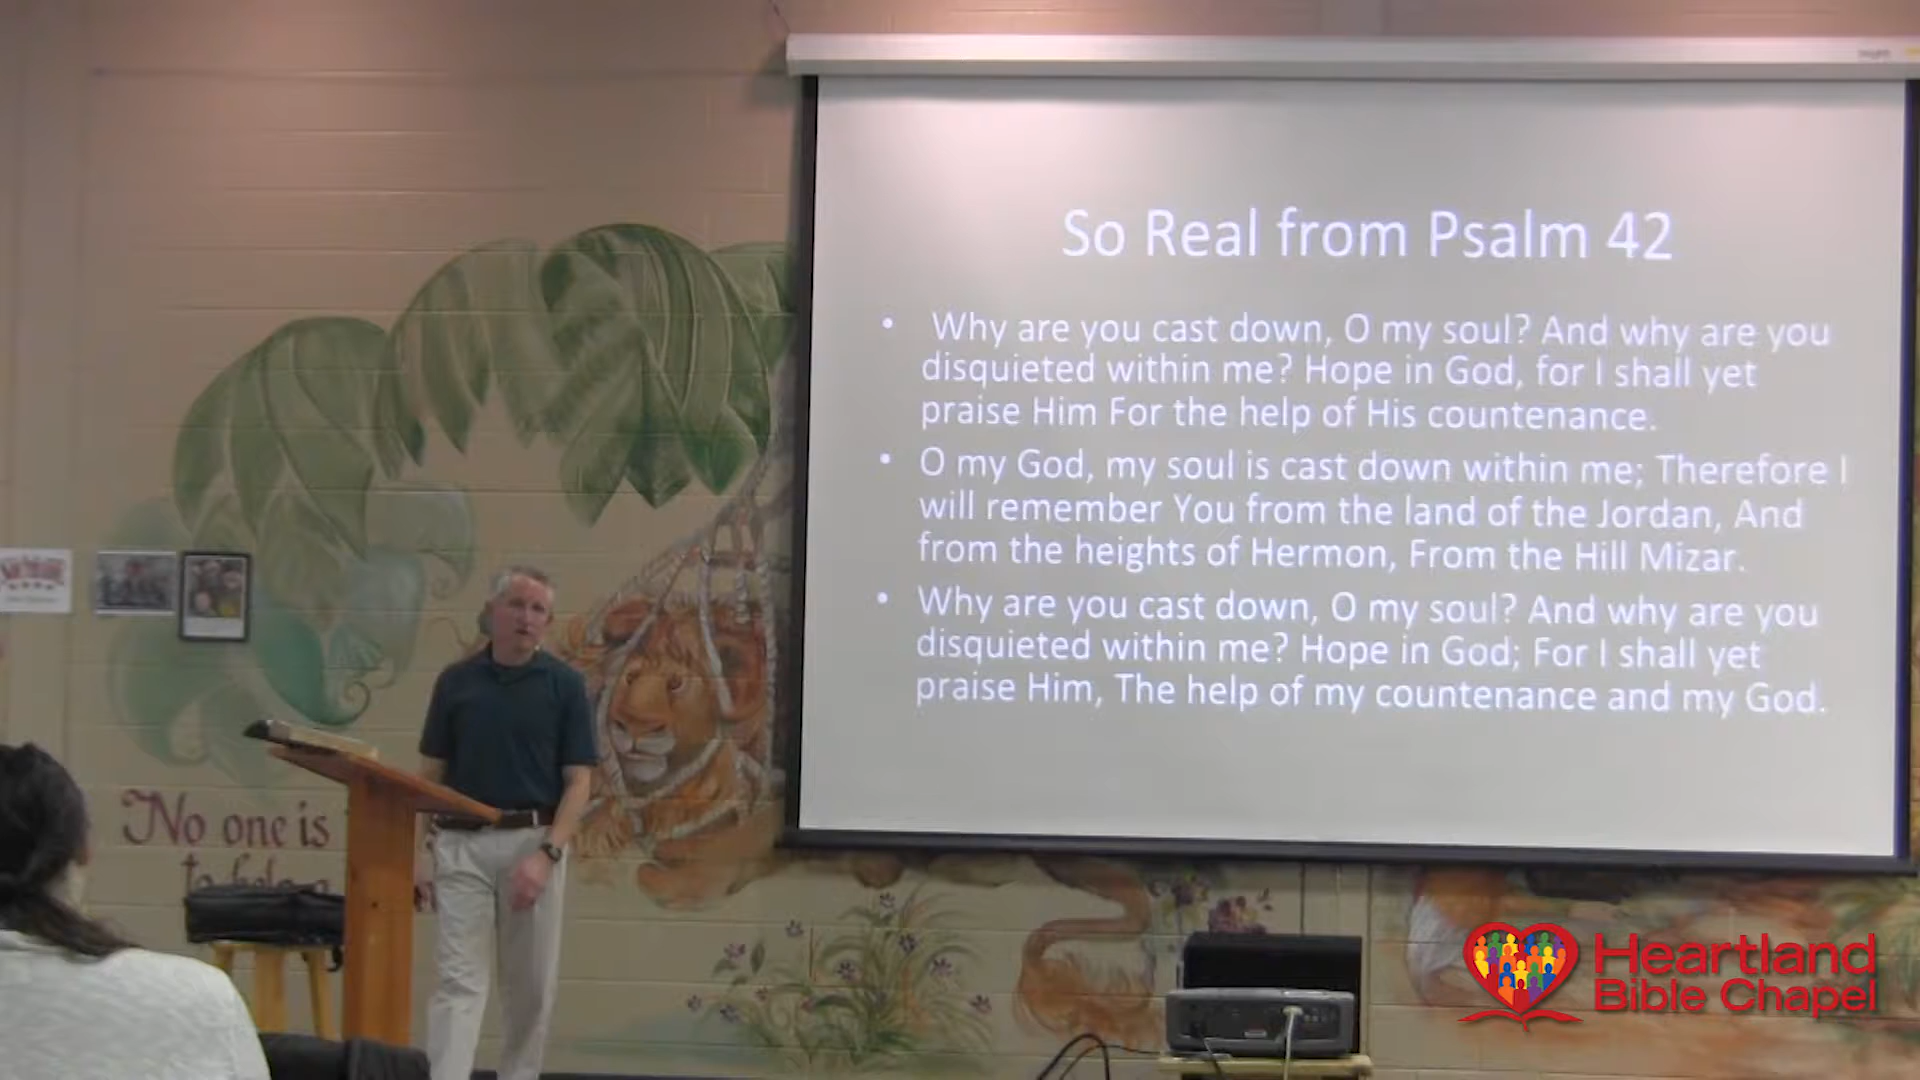 So Real from Psalm 42
• Why are you cast down, O my soul? And why are you
disquieted within me? Hope in God, for I shall yet
praise Him For the help of His countenance.
• O my God, my soul is cast down within me; Therefore I
will remember You from the land of the Jordan, And
from the heights of Hermon, From the Hill Mizar.
• Why are you cast down, O my soul? And why are you
disquieted within me? Hope in God; For I shall yet
praise Him, The help of my countenance and my God.
No one is
to
Heartland
Bible Chapel